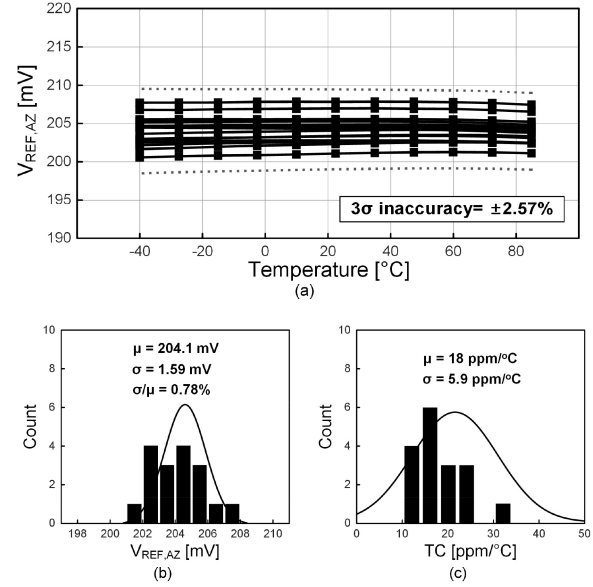 220
215
210
205
200
195
190
V_REF,AZ [mV]
3σ inaccuracy= ±2.57%
-40 -20 0 20 40 60 80
Temperature [°C]
(a)
10
8
6
4
2
0
Count
μ = 204.1 mV
σ = 1.59 mV
σ/μ = 0.78%
198 200 202 204 206 208 210
V_REF,AZ [mV]
(b)
10
8
6
4
2
0
Count
μ = 18 ppm/°C
σ = 5.9 ppm/°C
0 10 20 30 40 50
TC [ppm/°C]
(c)